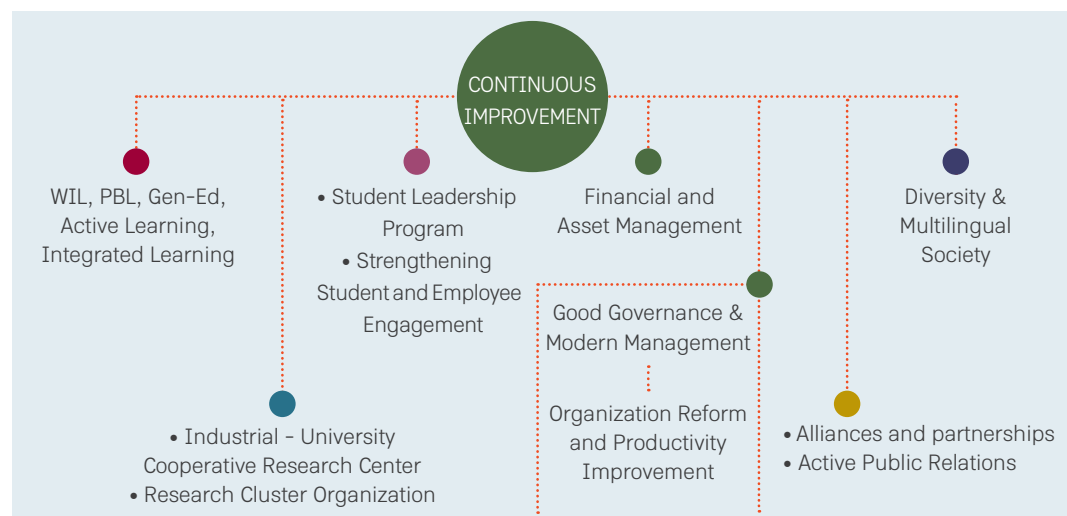 CONTINUOUS
IMPROVEMENT
WIL, PBL, Gen-Ed,
Active Learning,
Integrated Learning
• Student Leadership
Program
• Strengthening
Student and Employee
Engagement
Financial and
Asset Management
Diversity &
Multilingual
Society
Good Governance &
Modern Management
Organization Reform
and Productivity
Improvement
• Industrial - University
Cooperative Research Center
• Research Cluster Organization
• Alliances and partnerships
• Active Public Relations